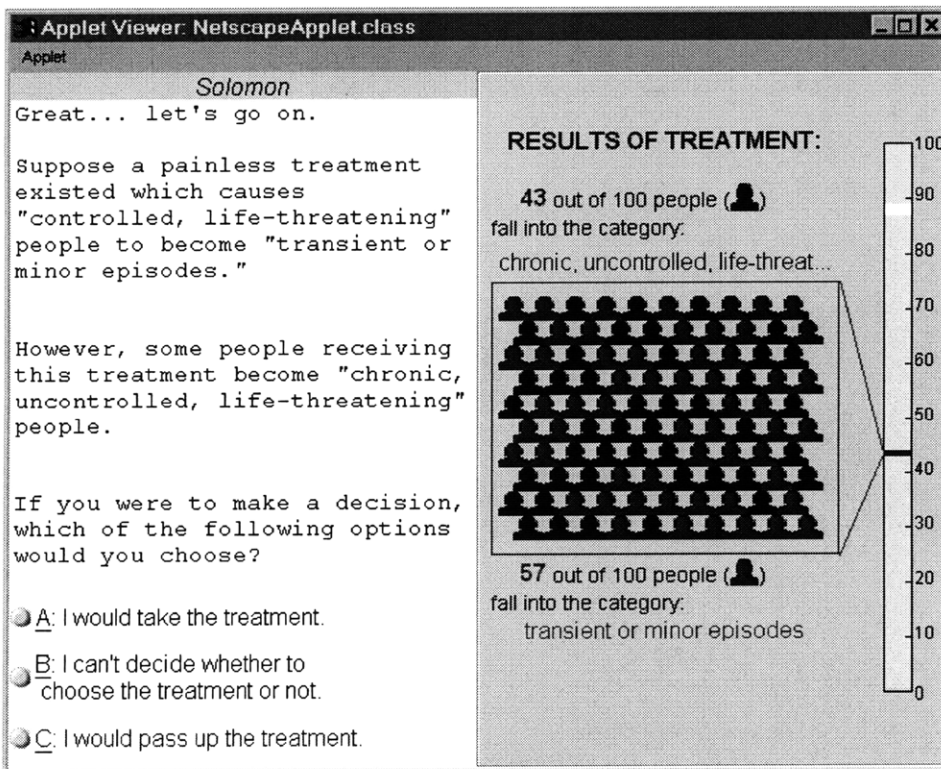 Applet Viewer: NetscapeApplet.class
Applet
Solomon
Great... let's go on.
Suppose a painless treatment
existed which causes
"controlled, life-threatening"
people to become "transient or
minor episodes."
However, some people receiving
this treatment become "chronic,
uncontrolled, life-threatening"
people.
If you were to make a decision,
which of the following options
would you choose?
A: I would take the treatment.
B: I can't decide whether to
choose the treatment or not.
C: I would pass up the treatment.
RESULTS OF TREATMENT:
43 out of 100 people ( )
fall into the category:
chronic, uncontrolled, life-threat...
57 out of 100 people ( )
fall into the category:
transient or minor episodes
100
90
80
70
60
50
40
30
20
10
0